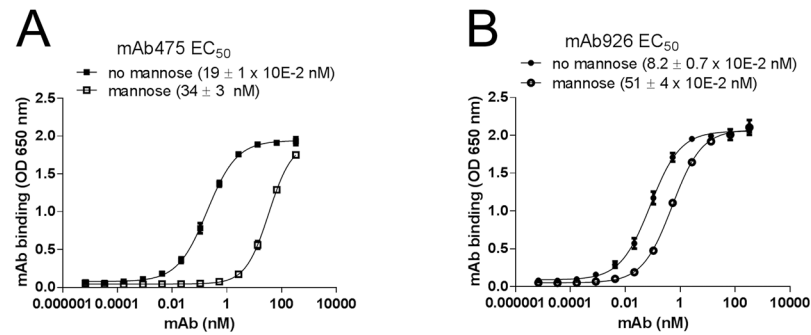 A
mAb475 EC50
no mannose (19 ± 1 x 10E-2 nM)
mannose (34 ± 3 nM)
2.5
2.0
1.5
1.0
0.5
0.0
mAb binding (OD 650 nm)
0.000001 0.0001 0.01 1 100 10000
mAb (nM)
B
mAb926 EC50
no mannose (8.2 ± 0.7 x 10E-2 nM)
mannose (51 ± 4 x 10E-2 nM)
2.5
2.0
1.5
1.0
0.5
0.0
mAb binding (OD 650 nm)
0.000001 0.0001 0.01 1 100 10000
mAb (nM)